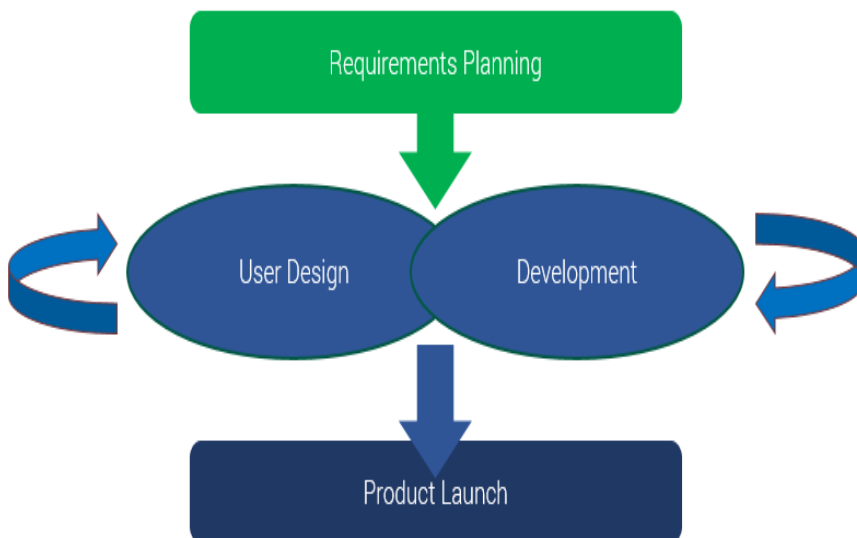 Requirements Planning
User Design
Development
Product Launch